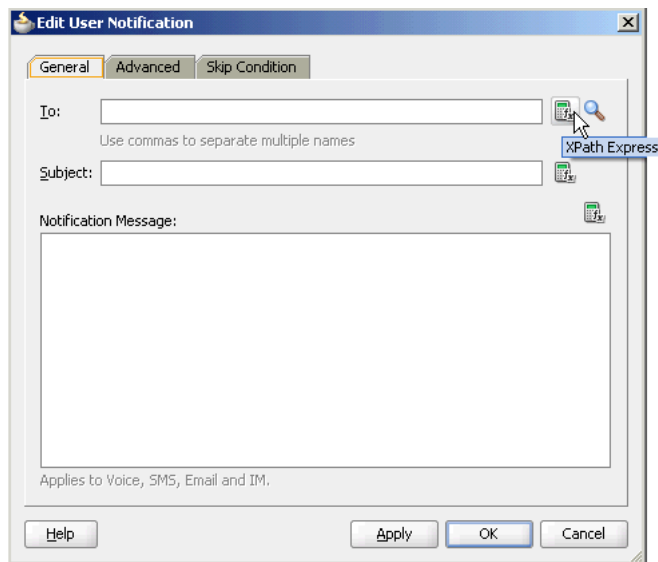 Edit User Notification
General Advanced Skip Condition
To:
Use commas to separate multiple names
XPath Express
Subject:
Notification Message:
Applies to Voice, SMS, Email and IM.
Help Apply OK Cancel